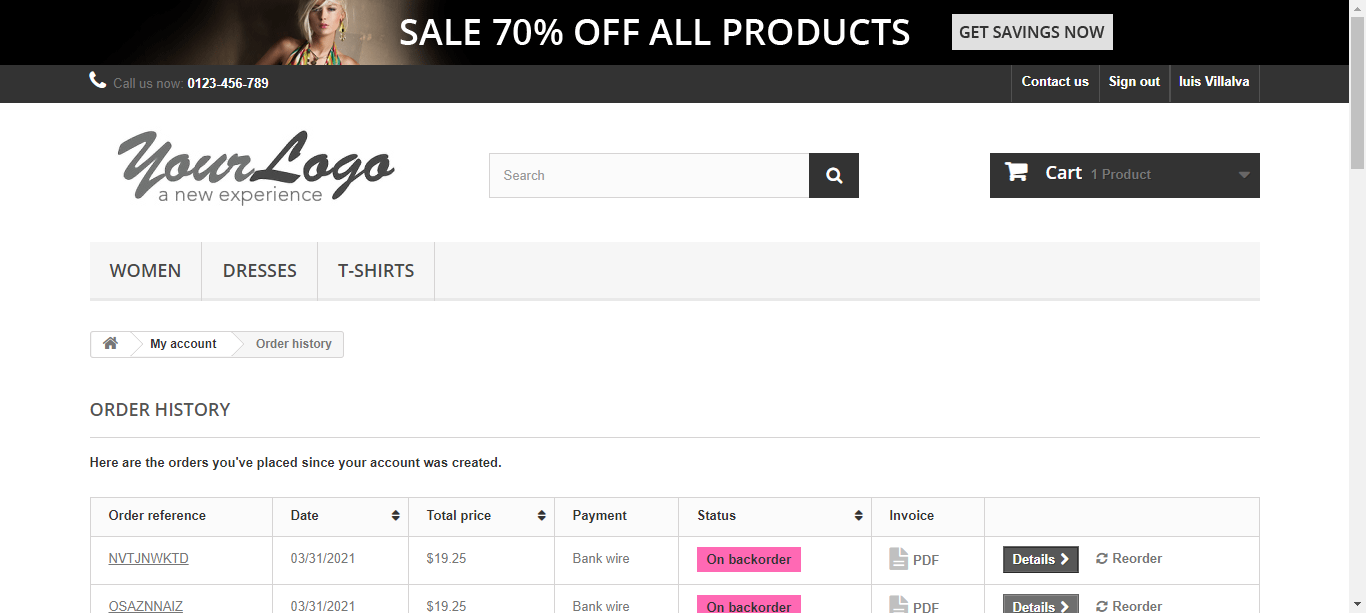 SALE 70% OFF ALL PRODUCTS GET SAVINGS NOW
Call us now: 0123-456-789 Contact us Sign out luis Villalva
Your Logo
a new experience
Search
Cart 1 Product
WOMEN DRESSES T-SHIRTS
My account Order history
ORDER HISTORY
Here are the orders you've placed since your account was created.
Order reference Date Total price Payment Status Invoice
NVTJNWKTD 03/31/2021 $19.25 Bank wire On backorder PDF Details Reorder
OSAZNNAIZ 03/31/2021 $19.25 Bank wire On backorder PDF Details Reorder